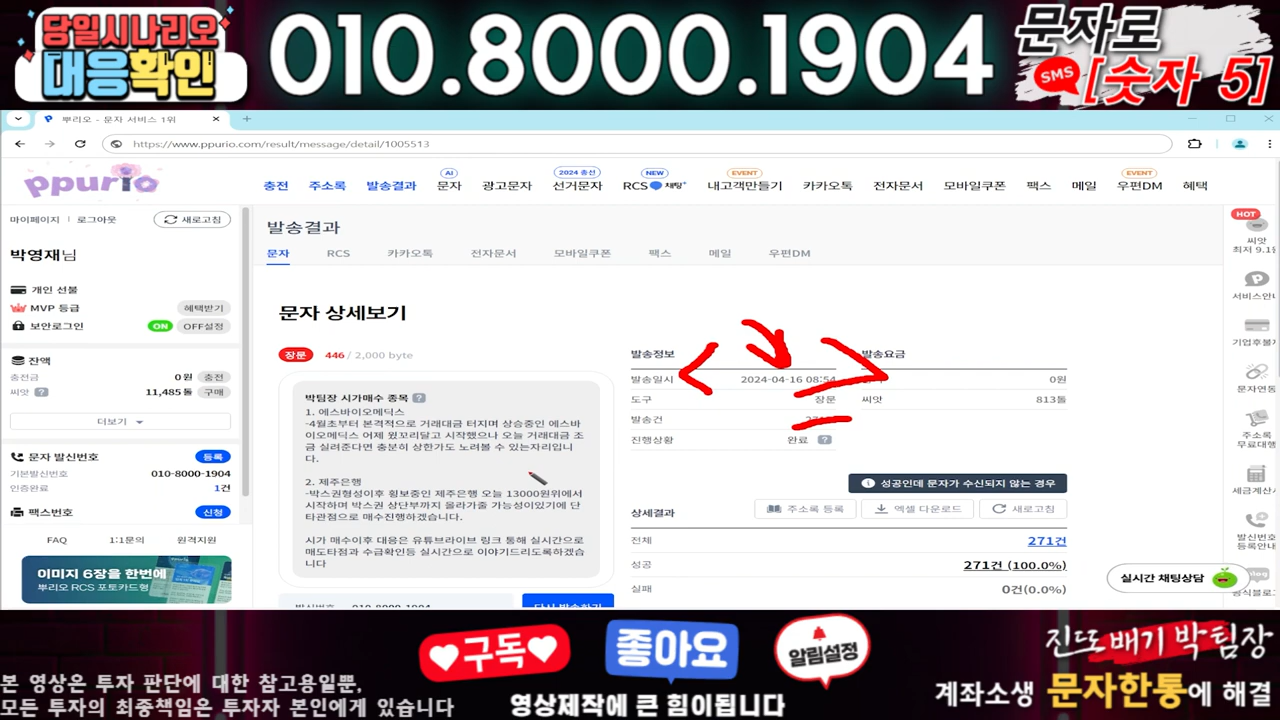 당일시나리오
대응확인
010.8000.1904
문자로
SMS
[숫자 5]
뿌리오 - 문자 서비스 1위
https://www.ppurio.com/result/message/detail/1005513
ppurio
충전
주소록
발송결과
AI
문자
광고문자
2024 총선
선거문자
NEW
RCS 채팅+
EVENT
내고객만들기
카카오톡
전자문서
모바일쿠폰
팩스
메일
EVENT
우편DM
혜택
마이페이지
로그아웃
새로고침
박영재님
개인 선불
MVP 등급
혜택받기
보안로그인
ON
OFF설정
잔액
충전금
0원
충전
씨앗
11,485톨
구매
더보기
문자 발신번호
등록
기본발신번호
010-8000-1904
인증완료
1건
팩스번호
신청
FAQ
1:1문의
원격지원
이미지 6장을 한번에
뿌리오 RCS 포토카드형
발송결과
문자
RCS
카카오톡
전자문서
모바일쿠폰
팩스
메일
우편DM
문자 상세보기
장문
446 / 2,000 byte
박팀장 시가매수 종목
1. 에스바이오메딕스
-4월초부터 본격적으로 거래대금 터지며 상승중인 에스바
이오메딕스 어제 윗꼬리달고 시작했으나 오늘 거래대금 조
금 실려준다면 충분히 상한가도 노려볼 수 있는자리입니
다.
2. 제주은행
-박스권형성이후 횡보중인 제주은행 오늘 13000원위에서
시작하며 박스권 상단부까지 올라가줄 가능성이있기에 단
타관점으로 매수진행하겠습니다.
시가 매수이후 대응은 유튜브라이브 링크 통해 실시간으로
매도타점과 수급확인등 실시간으로 이야기드리도록하겠습
니다
발신번호
010-8000-1904
다시 발송하기
발송정보
발송일시
2024-04-16 08:54
도구
장문
발송건
진행상황
완료
발송요금
0원
씨앗
813톨
성공인데 문자가 수신되지 않는 경우
상세결과
주소록 등록
엑셀 다운로드
새로고침
전체
271건
성공
271건 (100.0%)
실패
0건(0.0%)
HOT
씨앗
최저 9.1
서비스안내
기업후불
문자연동
주소록
무료대행
세금계산
발신번호
등록안내
공식블로그
실시간 채팅상담
본 영상은 투자 판단에 대한 참고용일뿐,
모든 투자의 최종책임은 투자자 본인에게 있습니다
구독
좋아요
알림설정
영상제작에 큰 힘이됩니다
진또배기 박팀장
계좌소생 문자한통에 해결